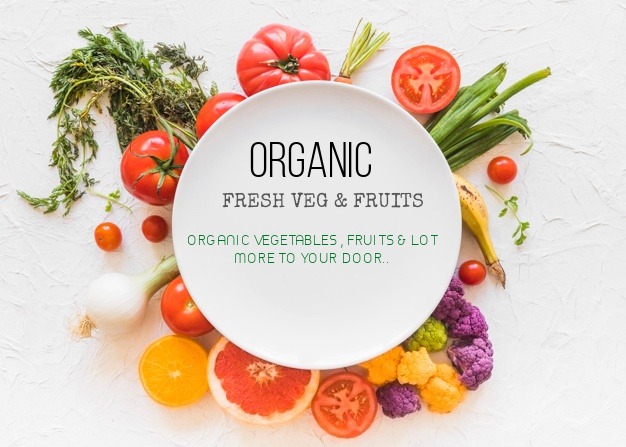 ORGANIC
FRESH VEG & FRUITS
ORGANIC VEGETABLES, FRUITS & LOT
MORE TO YOUR DOOR..